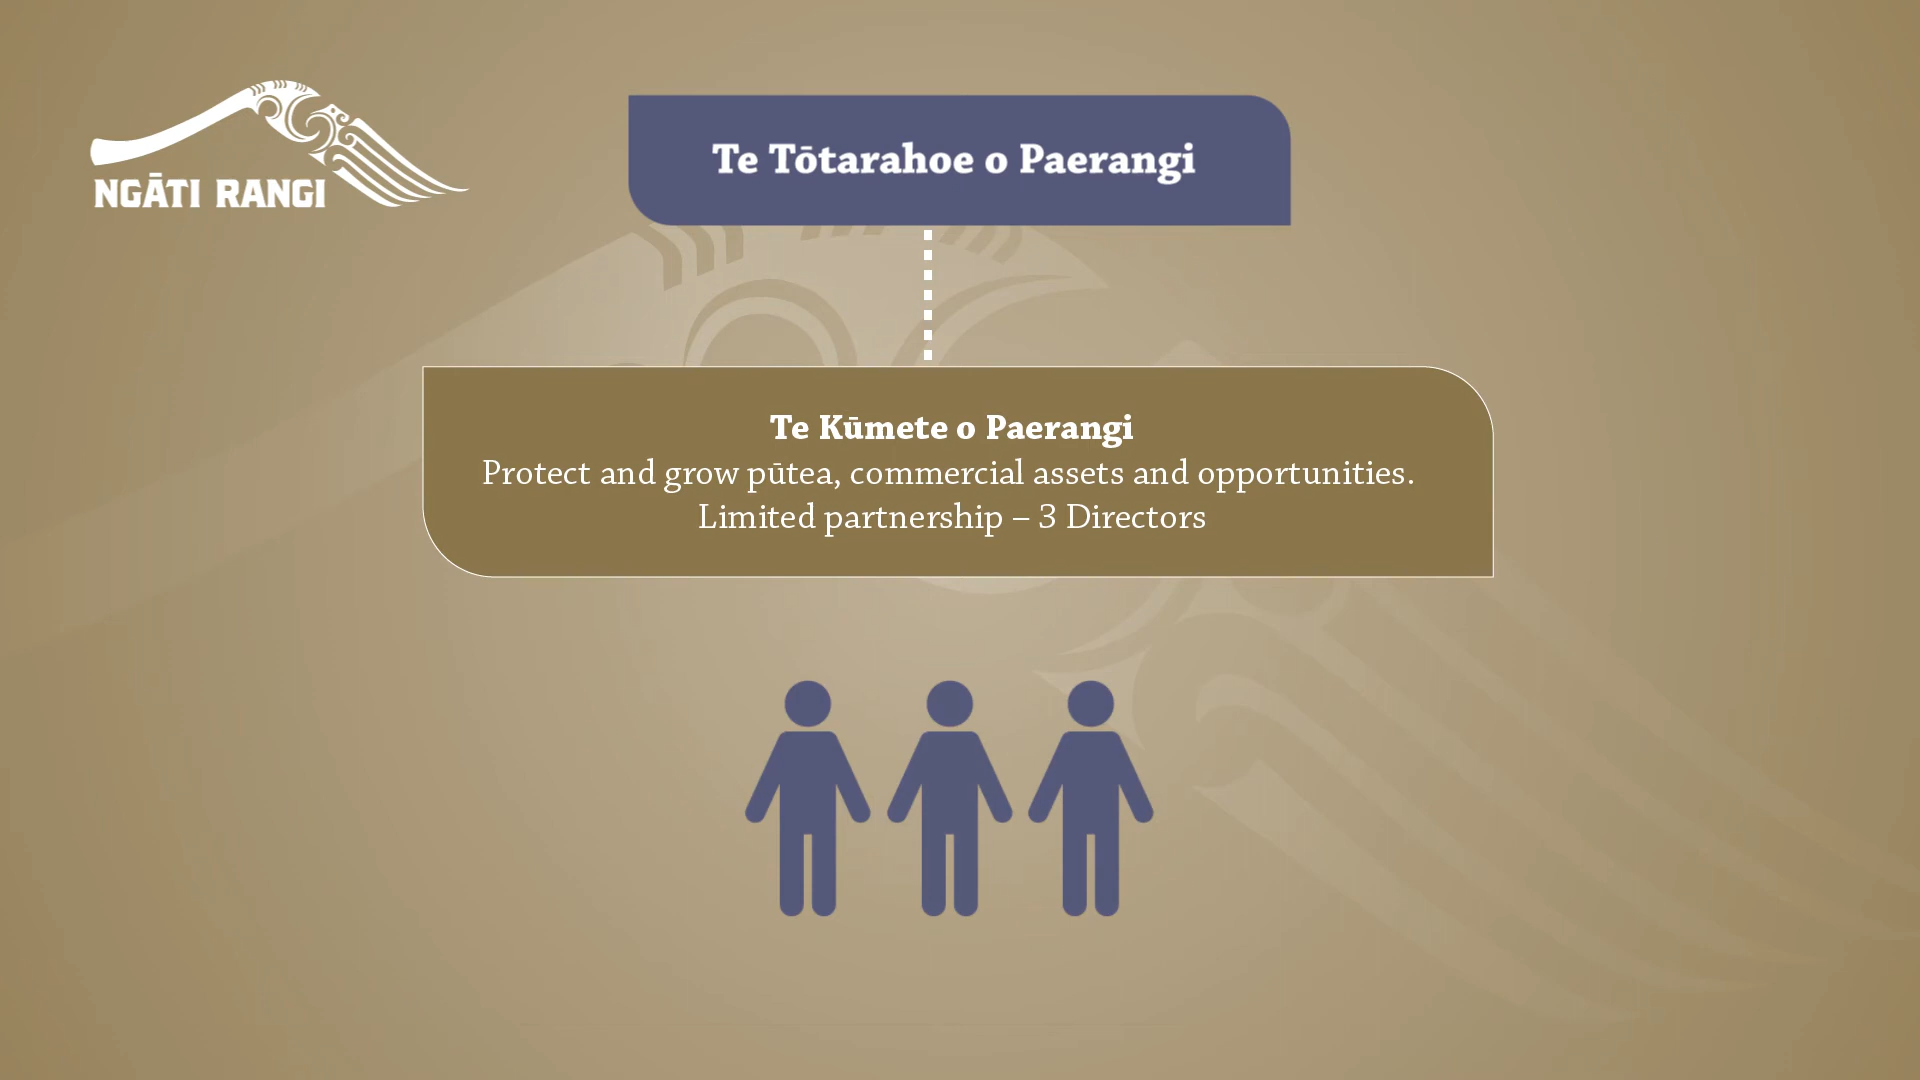 NGĀTI RANGI
Te Tōtarahoe o Paerangi
Te Kūmete o Paerangi
Protect and grow pūtea, commercial assets and opportunities.
Limited partnership – 3 Directors